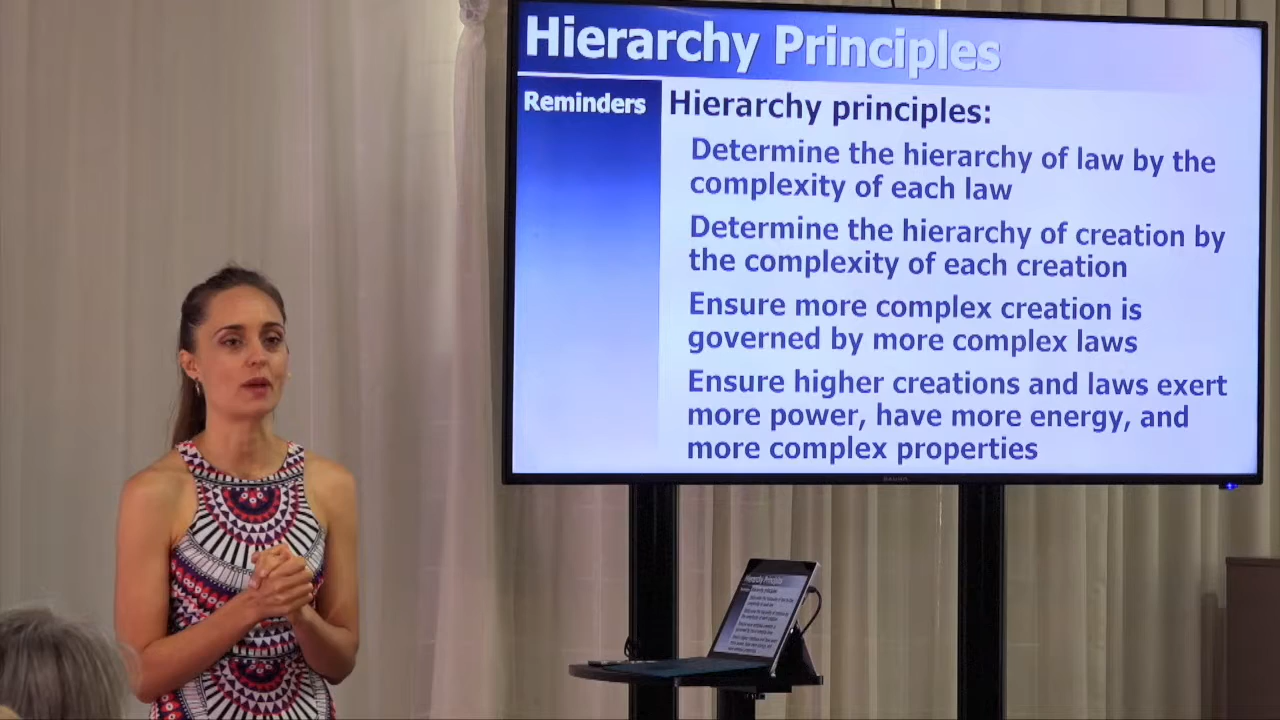 Hierarchy Principles
Reminders
Hierarchy principles:
Determine the hierarchy of law by the
complexity of each law
Determine the hierarchy of creation by
the complexity of each creation
Ensure more complex creation is
governed by more complex laws
Ensure higher creations and laws exert
more power, have more energy, and
more complex properties
Hierarchy Principles